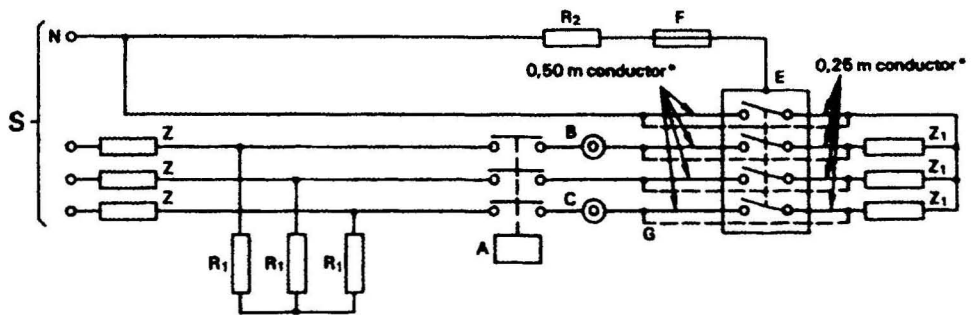 S
N
R₂
F
0,50 m conductor*
E
0,25 m conductor*
Z
B
Z₁
Z
Z₁
Z
C
Z₁
G
A
R₁
R₁
R₁